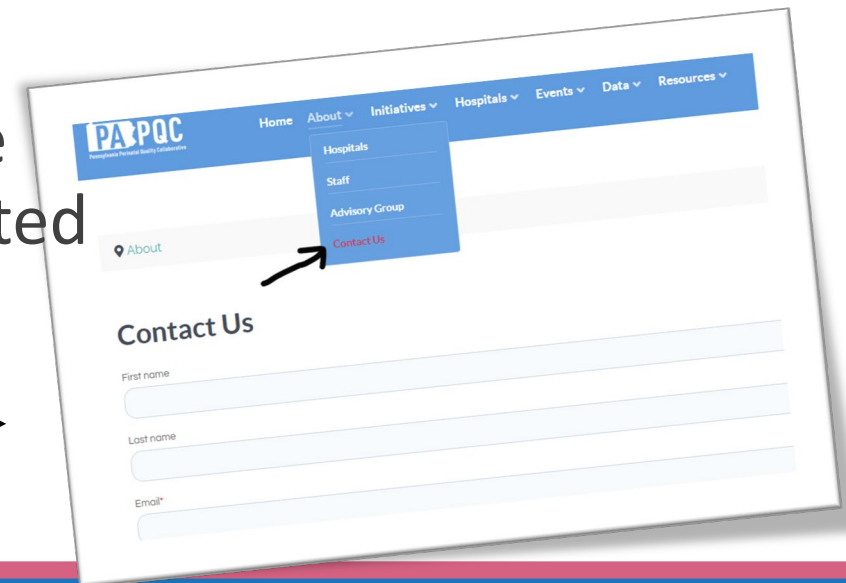 e
ted
PA PQC
Pennsylvania Perinatal Quality Collaborative
Home About Initiatives Hospitals Events Data Resources
Hospitals
Staff
Advisory Group
Contact Us
About
Contact Us
First name
Last name
Email*